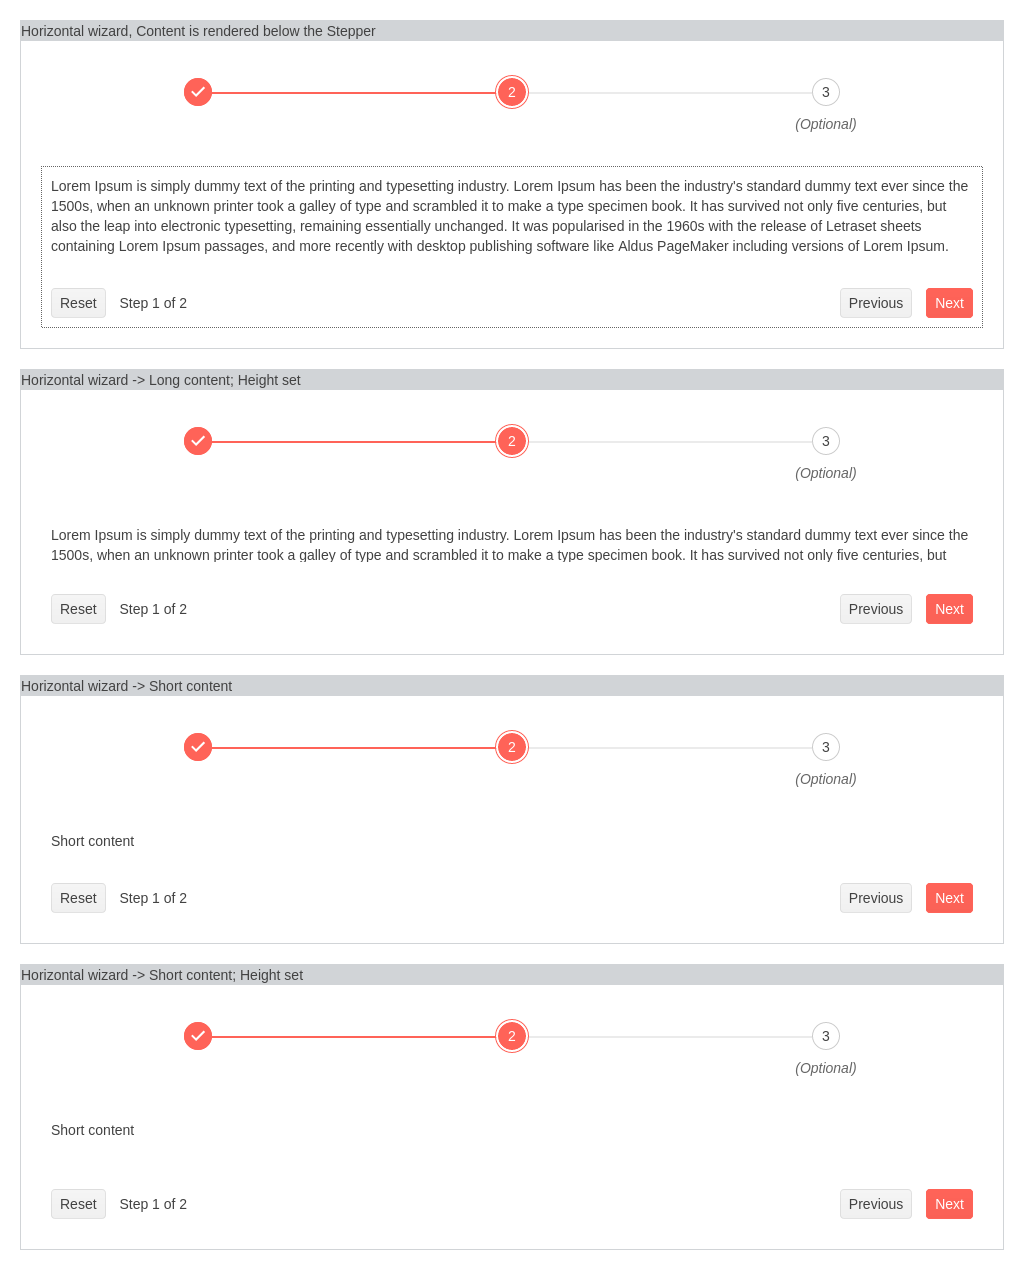 Horizontal wizard, Content is rendered below the Stepper
2
3
(Optional)
Lorem Ipsum is simply dummy text of the printing and typesetting industry. Lorem Ipsum has been the industry's standard dummy text ever since the
1500s, when an unknown printer took a galley of type and scrambled it to make a type specimen book. It has survived not only five centuries, but
also the leap into electronic typesetting, remaining essentially unchanged. It was popularised in the 1960s with the release of Letraset sheets
containing Lorem Ipsum passages, and more recently with desktop publishing software like Aldus PageMaker including versions of Lorem Ipsum.
Reset Step 1 of 2 Previous Next
Horizontal wizard -> Long content; Height set
2
3
(Optional)
Lorem Ipsum is simply dummy text of the printing and typesetting industry. Lorem Ipsum has been the industry's standard dummy text ever since the
1500s, when an unknown printer took a galley of type and scrambled it to make a type specimen book. It has survived not only five centuries, but
Reset Step 1 of 2 Previous Next
Horizontal wizard -> Short content
2
3
(Optional)
Short content
Reset Step 1 of 2 Previous Next
Horizontal wizard -> Short content; Height set
2
3
(Optional)
Short content
Reset Step 1 of 2 Previous Next